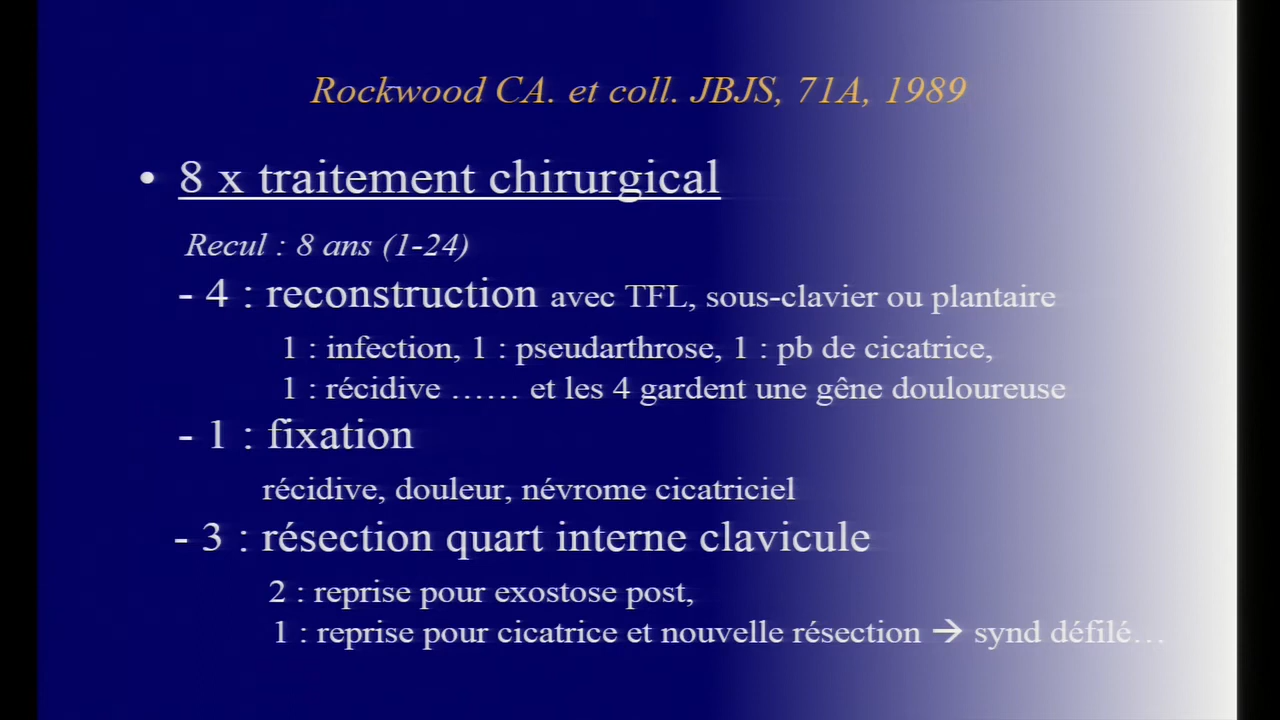 Rockwood CA. et coll. JBJS, 71A, 1989
• 8 x traitement chirurgical
Recul : 8 ans (1-24)
- 4 : reconstruction avec TFL, sous-clavier ou plantaire
1 : infection, 1 : pseudarthrose, 1 : pb de cicatrice,
1 : récidive …… et les 4 gardent une gêne douloureuse
- 1 : fixation
récidive, douleur, névrome cicatriciel
- 3 : résection quart interne clavicule
2 : reprise pour exostose post,
1 : reprise pour cicatrice et nouvelle résection → synd défilé…